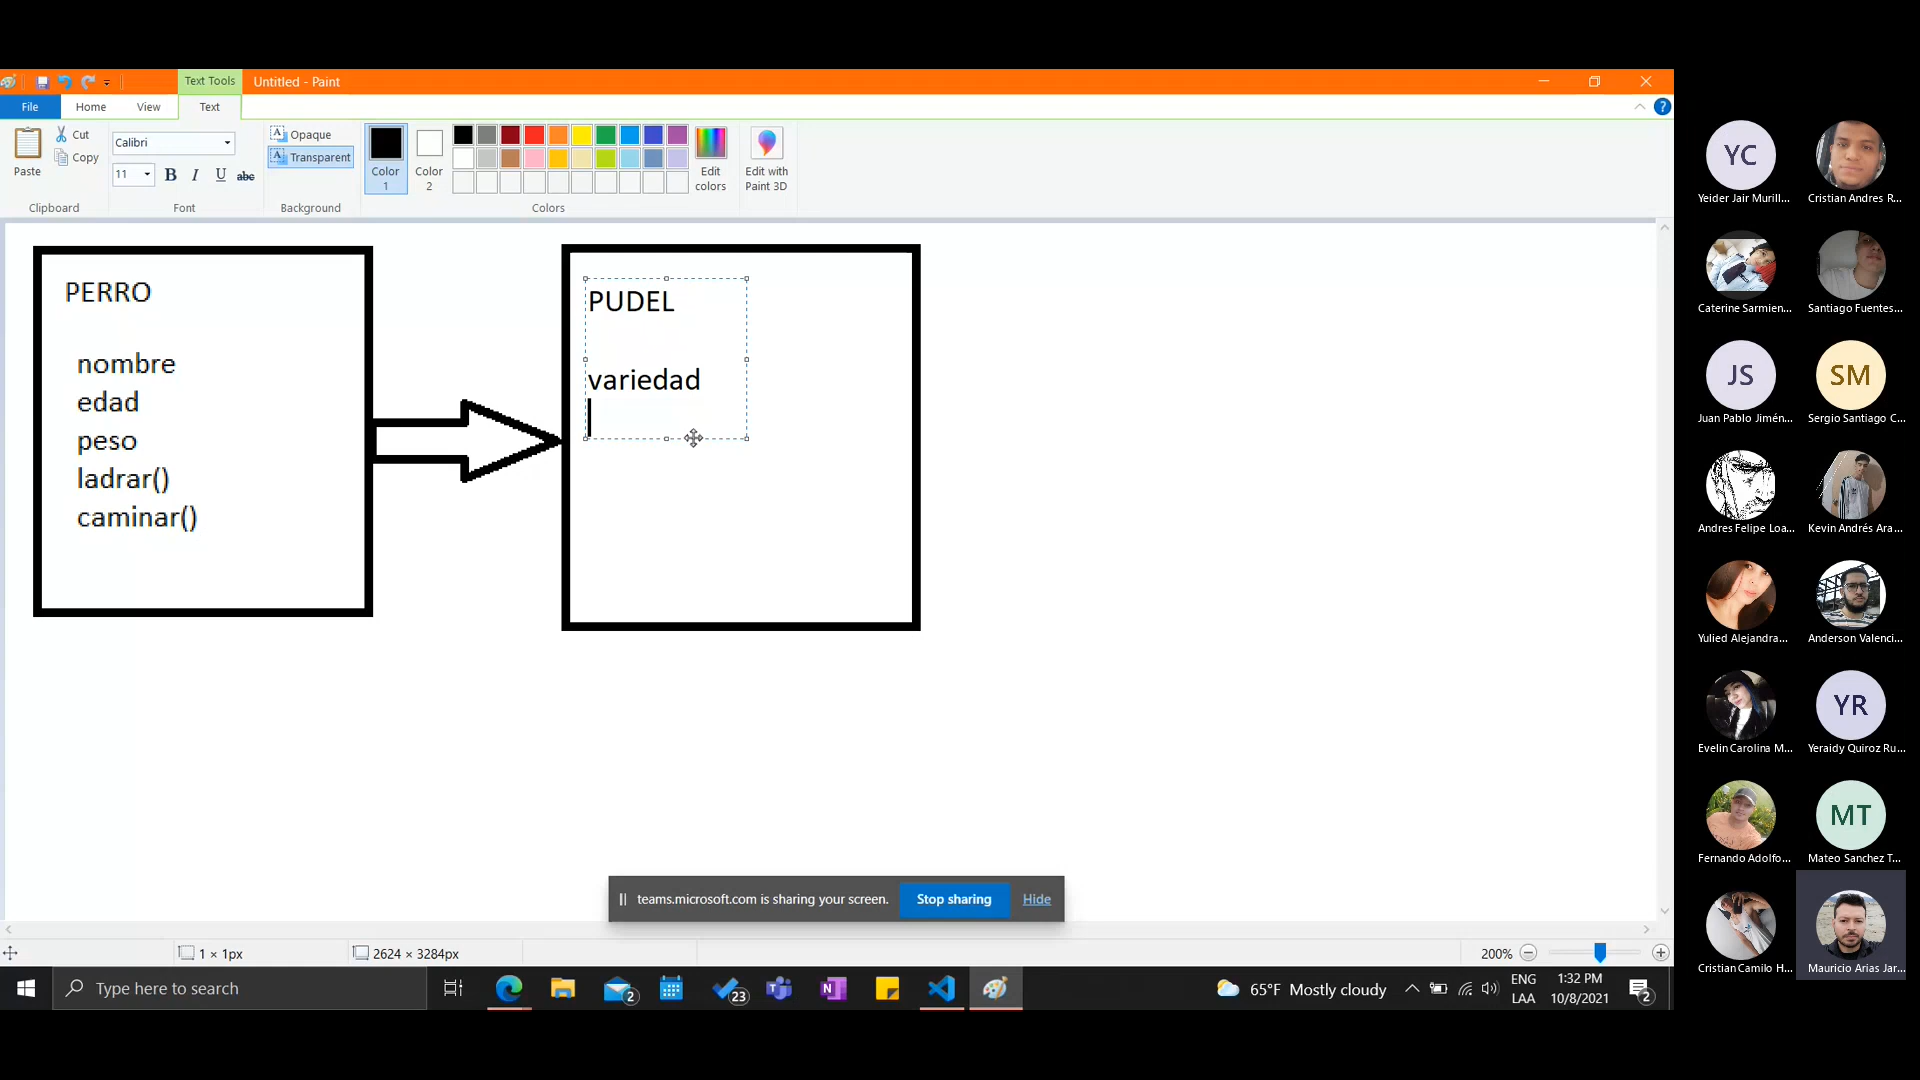 Text Tools
Untitled - Paint
File
Home
View
Text
Paste
Cut
Copy
Clipboard
Calibri
11
B I U abc
Font
Opaque
Transparent
Background
Color 1
Color 2
Edit colors
Colors
Edit with Paint 3D
PERRO
nombre
edad
peso
ladrar()
caminar()
PUDEL
variedad
teams.microsoft.com is sharing your screen.
Stop sharing
Hide
1 × 1px
2624 × 3284px
200%
Type here to search
2
23
65°F Mostly cloudy
ENG
LAA
1:32 PM
10/8/2021
2
YC
Yeider Jair Murill...
Cristian Andres R...
Caterine Sarmien...
Santiago Fuentes...
JS
Juan Pablo Jimén...
SM
Sergio Santiago C...
Andres Felipe Loa...
Kevin Andrés Ara...
Yulied Alejandra...
Anderson Valenci...
Evelin Carolina M...
YR
Yeraidy Quiroz Ru...
Fernando Adolfo...
MT
Mateo Sanchez T...
Cristian Camilo H...
Mauricio Arias Jar...